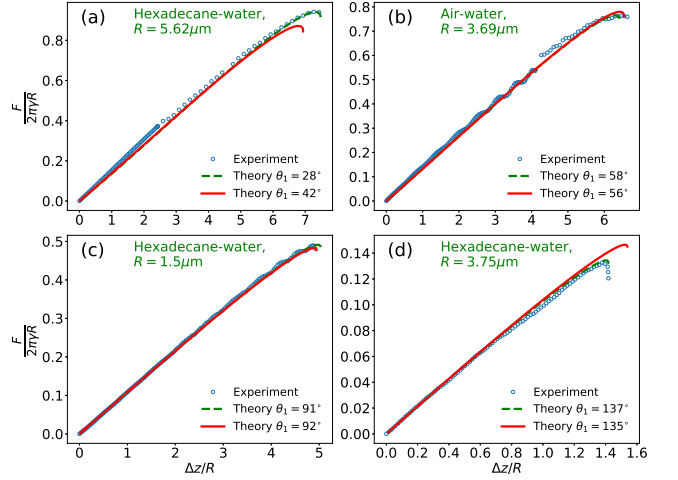 (a)
Hexadecane-water,
R = 5.62μm
F
2πγR
0.8
0.6
0.4
0.2
0.0
Experiment
Theory θ₁ = 28°
Theory θ₁ = 42°
0 1 2 3 4 5 6 7
(b)
Air-water,
R = 3.69μm
0.8
0.7
0.6
0.5
0.4
0.3
0.2
0.1
0.0
Experiment
Theory θ₁ = 58°
Theory θ₁ = 56°
0 1 2 3 4 5 6
(c)
Hexadecane-water,
R = 1.5μm
F
2πγR
0.5
0.4
0.3
0.2
0.1
0.0
Experiment
Theory θ₁ = 91°
Theory θ₁ = 92°
0 1 2 3 4 5
Δz/R
(d)
Hexadecane-water,
R = 3.75μm
0.14
0.12
0.10
0.08
0.06
0.04
0.02
0.00
Experiment
Theory θ₁ = 137°
Theory θ₁ = 135°
0.0 0.2 0.4 0.6 0.8 1.0 1.2 1.4 1.6
Δz/R